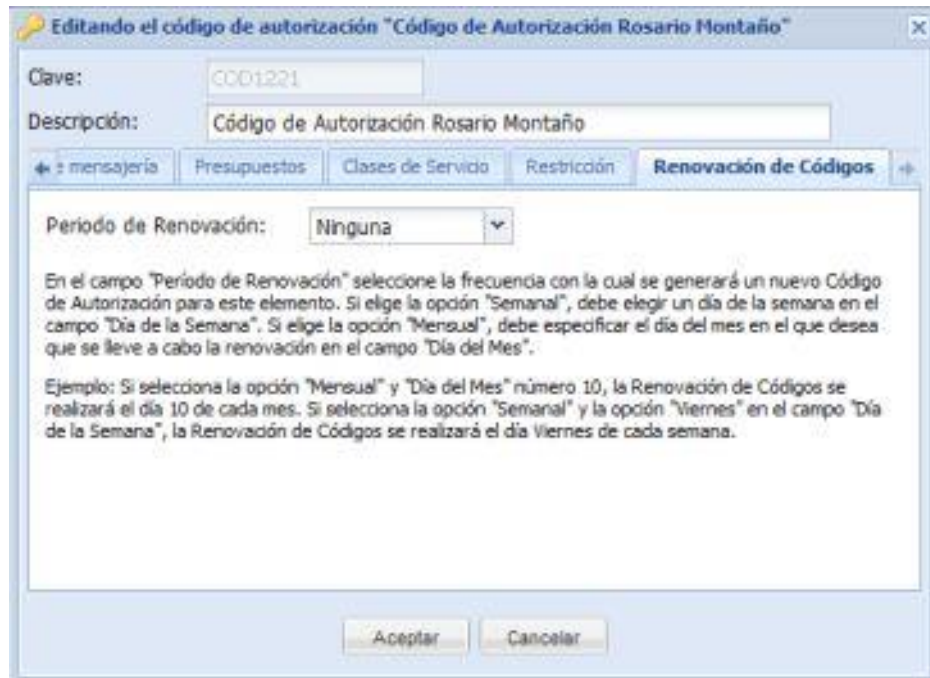 Editando el código de autorización "Código de Autorización Rosario Montaño"
Clave: COD1221
Descripción: Código de Autorización Rosario Montaño
mensajería Presupuestos Clases de Servicio Restricción Renovación de Códigos
Periodo de Renovación: Ninguna
En el campo "Período de Renovación" seleccione la frecuencia con la cual se generará un nuevo Código
de Autorización para este elemento. Si elige la opción "Semanal", debe elegir un día de la semana en el
campo "Día de la Semana". Si elige la opción "Mensual", debe especificar el día del mes en el que desea
que se lleve a cabo la renovación en el campo "Día del Mes".
Ejemplo: Si selecciona la opción "Mensual" y "Día del Mes" número 10, la Renovación de Códigos se
realizará el día 10 de cada mes. Si selecciona la opción "Semanal" y la opción "Viernes" en el campo "Día
de la Semana", la Renovación de Códigos se realizará el día Viernes de cada semana.
Aceptar Cancelar